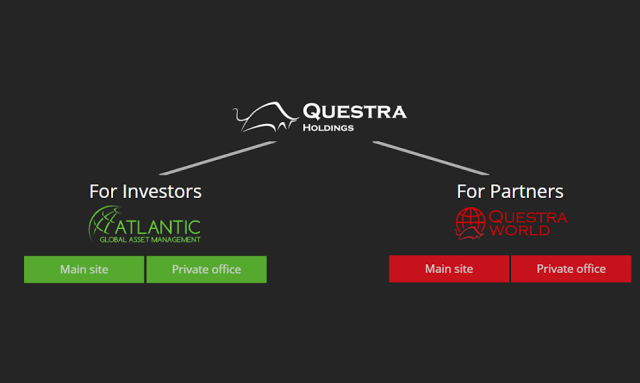 QUESTRA
HOLDINGS
For Investors
ATLANTIC
GLOBAL ASSET MANAGEMENT
Main site
Private office
For Partners
QUESTRA
WORLD
Main site
Private office